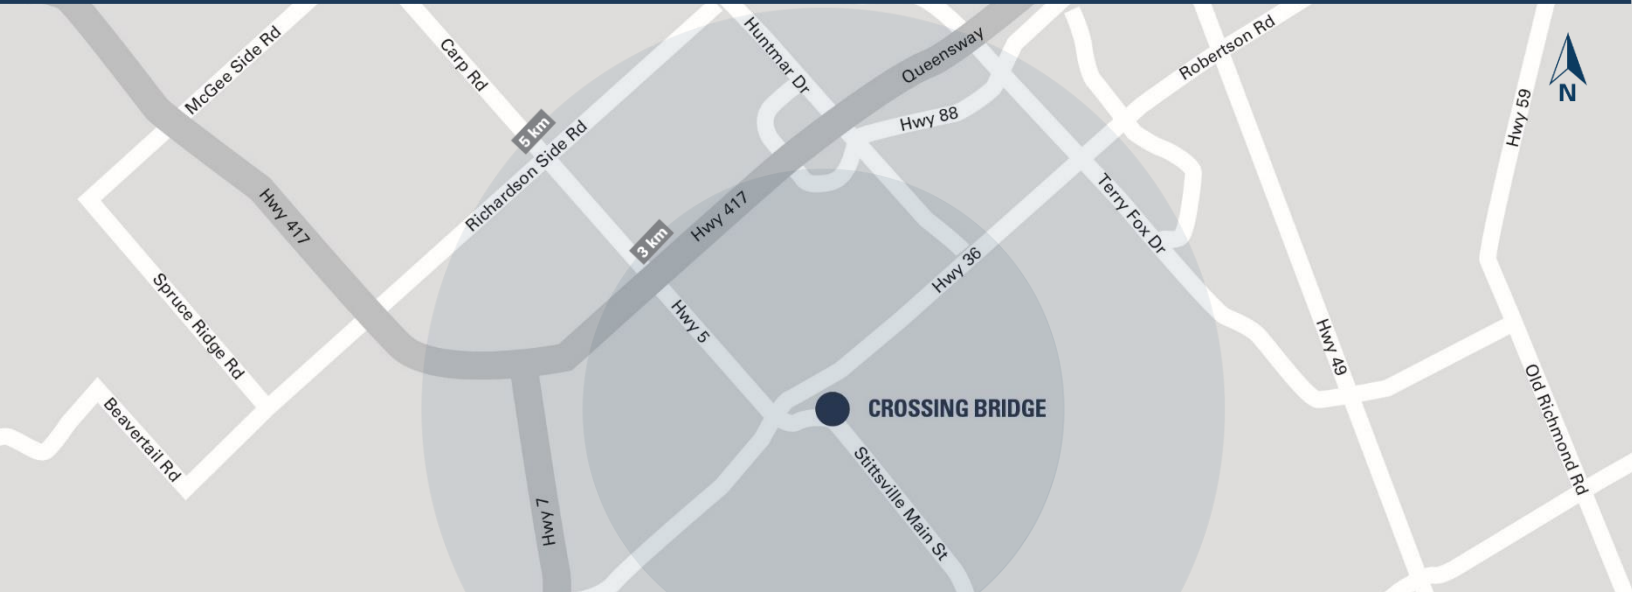 McGee Side Rd
Carp Rd
Huntmar Dr
Queensway
Robertson Rd
N
Hwy 59
5 km
Hwy 88
Richardson Side Rd
Hwy 417
3 km
Hwy 417
Terry Fox Dr
Hwy 36
Spruce Ridge Rd
Hwy 5
Hwy 49
Beavertail Rd
CROSSING BRIDGE
Old Richmond Rd
Hwy 7
Stittsville Main St